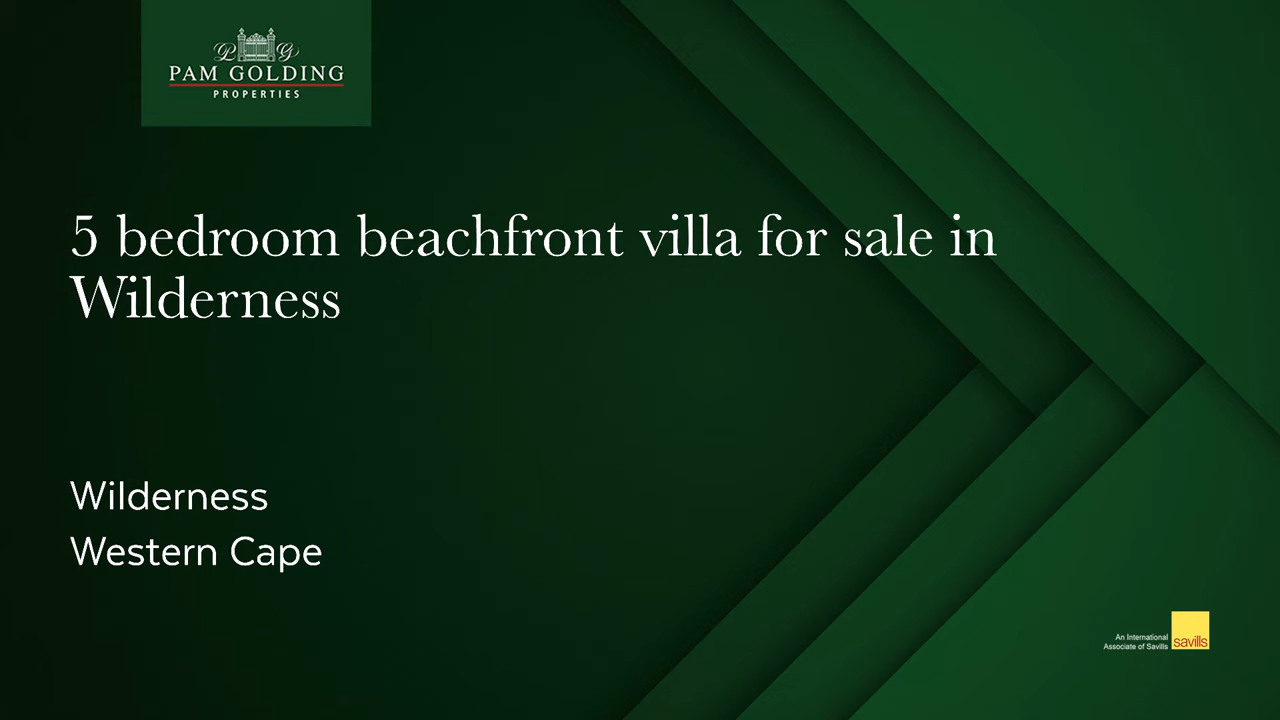 PG
PAM GOLDING
PROPERTIES
5 bedroom beachfront villa for sale in
Wilderness
Wilderness
Western Cape
An International
Associate of Savills
savills